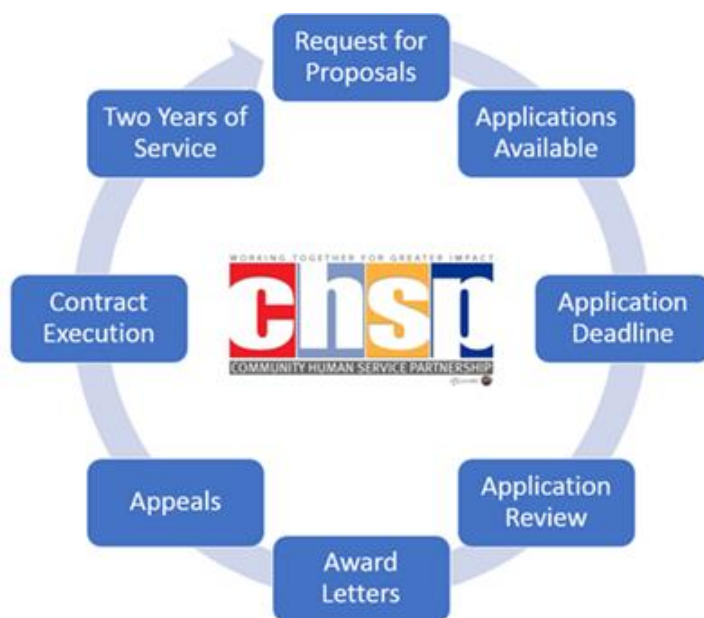 Request for
Proposals
Applications
Available
Application
Deadline
Application
Review
Award
Letters
Appeals
Contract
Execution
Two Years of
Service
WORKING TOGETHER FOR GREATER IMPACT
chsp
COMMUNITY HUMAN SERVICE PARTNERSHIP